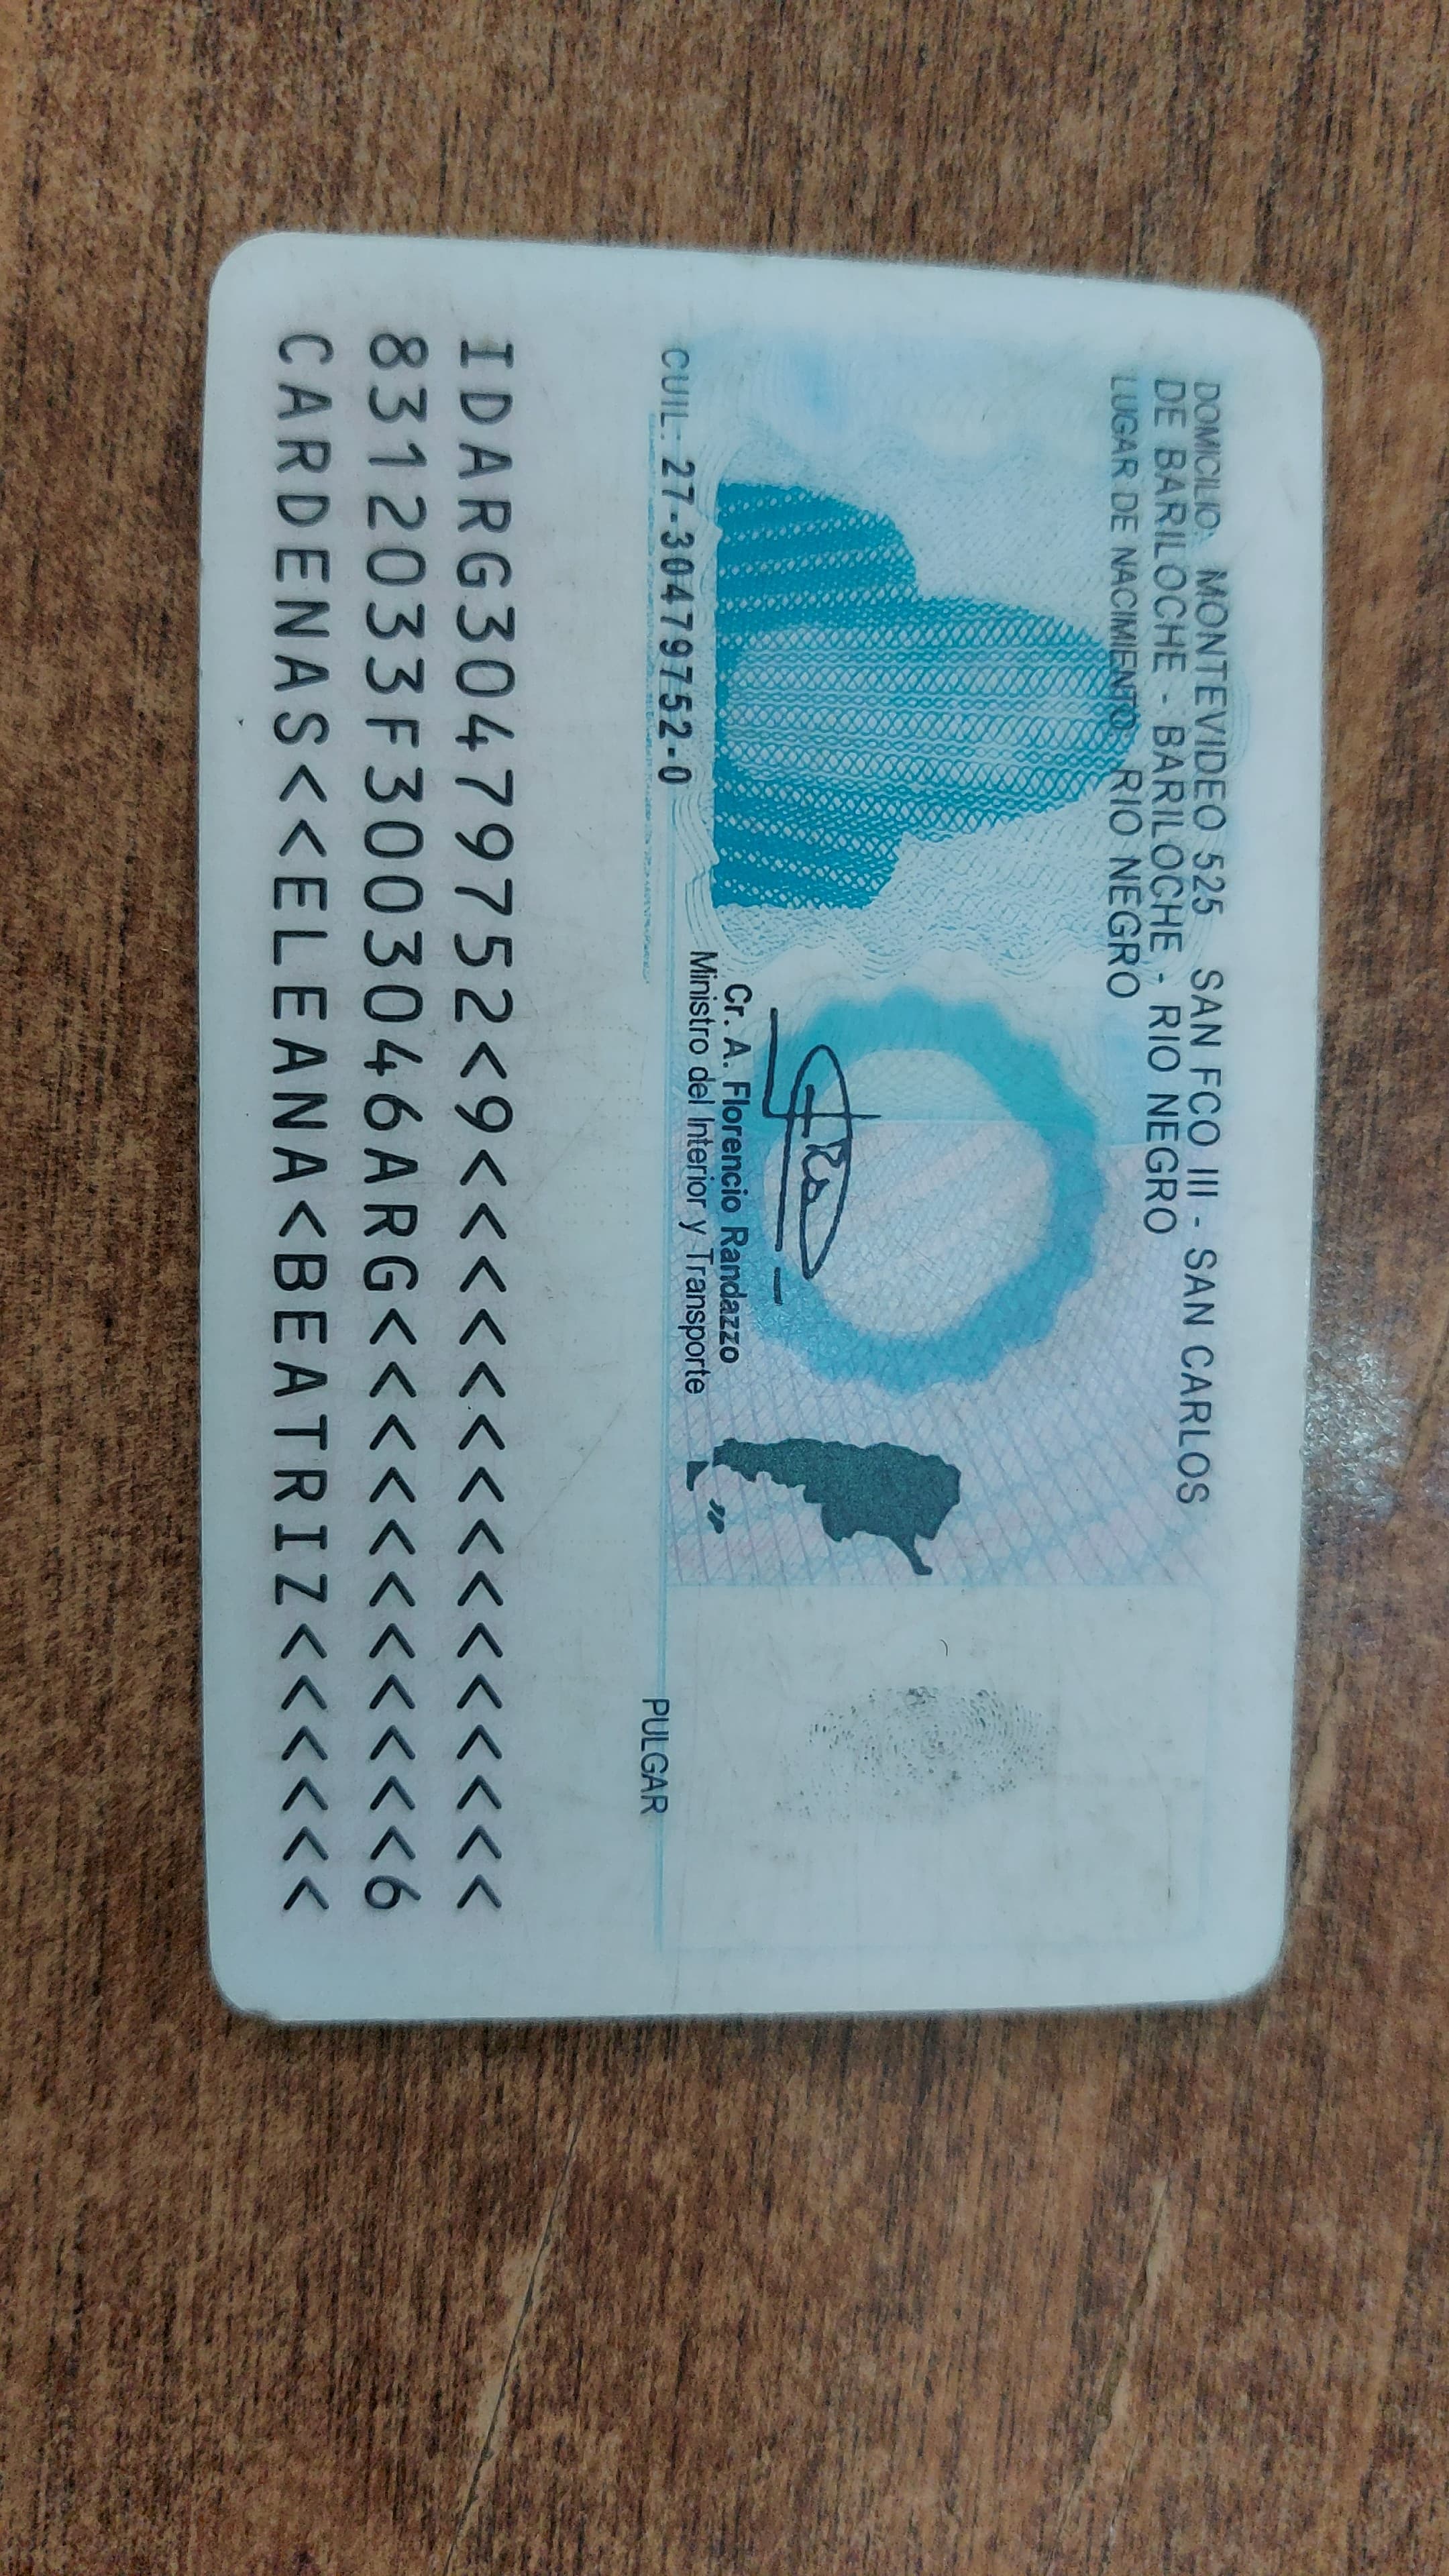 DOMICILIO: MONTEVIDEO 525 SAN FCO III - SAN CARLOS
DE BARILOCHE - BARILOCHE - RIO NEGRO
LUGAR DE NACIMIENTO: RIO NEGRO
Cr. A. Florencio Randazzo
Ministro del Interior y Transporte
CUIL: 27-30479752-0
PULGAR
IDARG30479752<9<<<<<<<<<<<<<<<
8312033F3003046ARG<<<<<<<<<<<6
CARDENAS<<ELEANA<BEATRIZ<<<<<<